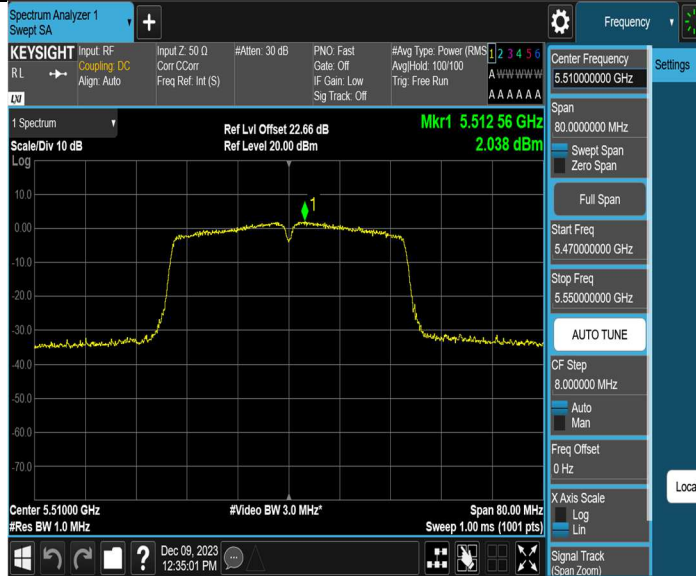 Spectrum Analyzer 1
Swept SA
+
Frequency
KEYSIGHT
RL
LXI
Input: RF
Coupling: DC
Align: Auto
Input Z: 50 Ω
Corr CCorr
Freq Ref: Int (S)
#Atten: 30 dB
PNO: Fast
Gate: Off
IF Gain: Low
Sig Track: Off
#Avg Type: Power (RMS
Avg|Hold: 100/100
Trig: Free Run
1 2 3 4 5 6
A W W W W W
A A A A A A
1 Spectrum
Scale/Div 10 dB
Log
Ref Lvl Offset 22.66 dB
Ref Level 20.00 dBm
Mkr1 5.512 56 GHz
2.038 dBm
10.0
0.00
-10.0
-20.0
-30.0
-40.0
-50.0
-60.0
-70.0
1
Center 5.51000 GHz
#Res BW 1.0 MHz
#Video BW 3.0 MHz*
Span 80.00 MHz
Sweep 1.00 ms (1001 pts)
Center Frequency
5.510000000 GHz
Settings
Span
80.0000000 MHz
Swept Span
Zero Span
Full Span
Start Freq
5.470000000 GHz
Stop Freq
5.550000000 GHz
AUTO TUNE
CF Step
8.000000 MHz
Auto
Man
Freq Offset
0 Hz
X Axis Scale
Log
Lin
Loca
Signal Track
(Span Zoom)
?
Dec 09, 2023
12:35:01 PM